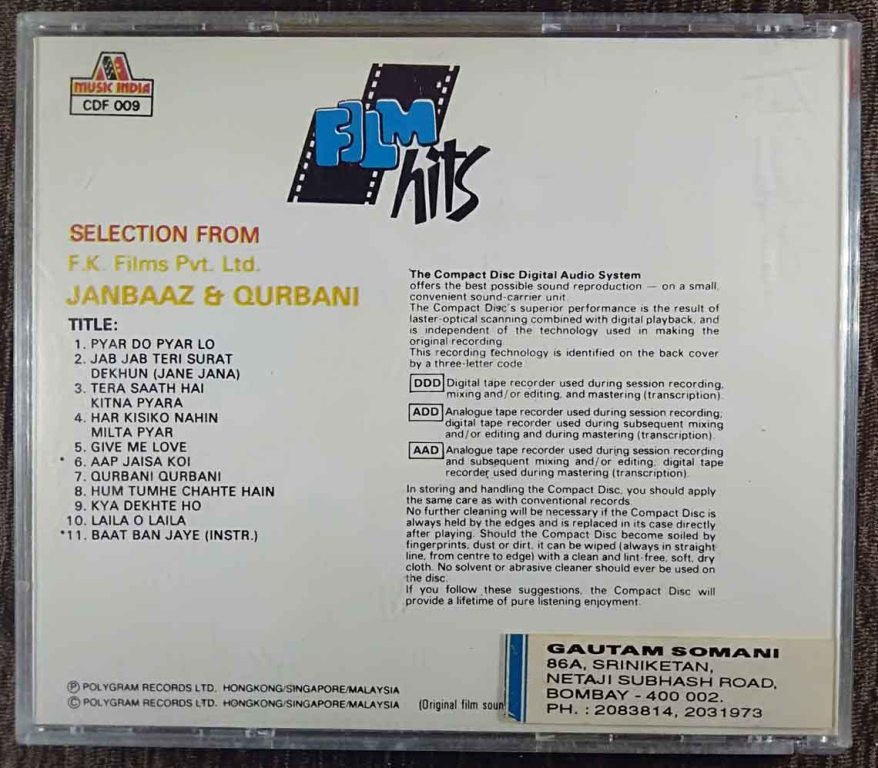 MUSIC INDIA
CDF 009
FILM
hits
SELECTION FROM
F.K. Films Pvt. Ltd.
JANBAAZ & QURBANI
TITLE:
1. PYAR DO PYAR LO
2. JAB JAB TERI SURAT
DEKHUN (JANE JANA)
3. TERA SAATH HAI
KITNA PYARA
4. HAR KISIKO NAHIN
MILTA PYAR
5. GIVE ME LOVE
* 6. AAP JAISA KOI
7. QURBANI QURBANI
8. HUM TUMHE CHAHTE HAIN
9. KYA DEKHTE HO
10. LAILA O LAILA
*11. BAAT BAN JAYE (INSTR.)
The Compact Disc Digital Audio System
offers the best possible sound reproduction — on a small,
convenient sound-carrier unit.
The Compact Disc's superior performance is the result of
laster-optical scanning combined with digital playback, and
is independent of the technology used in making the
original recording.
This recording technology is identified on the back cover
by a three-letter code
DDD Digital tape recorder used during session recording,
mixing and/or editing, and mastering (transcription).
ADD Analogue tape recorder used during session recording,
digital tape recorder used during subsequent mixing
and/or editing and during mastering (transcription).
AAD Analogue tape recorder used during session recording
and subsequent mixing and/or editing, digital tape
recorder used during mastering (transcription).
In storing and handling the Compact Disc, you should apply
the same care as with conventional records.
No further cleaning will be necessary if the Compact Disc is
always held by the edges and is replaced in its case directly
after playing. Should the Compact Disc become soiled by
fingerprints, dust or dirt, it can be wiped (always in straight
line, from centre to edge) with a clean and lint-free, soft, dry
cloth. No solvent or abrasive cleaner should ever be used on
the disc.
If you follow these suggestions, the Compact Disc will
provide a lifetime of pure listening enjoyment.
Ⓟ POLYGRAM RECORDS LTD. HONGKONG/SINGAPORE/MALAYSIA
© POLYGRAM RECORDS LTD. HONGKONG/SINGAPORE/MALAYSIA
(Original film soun
GAUTAM SOMANI
86A, SRINIKETAN,
NETAJI SUBHASH ROAD,
BOMBAY - 400 002.
PH. : 2083814, 2031973